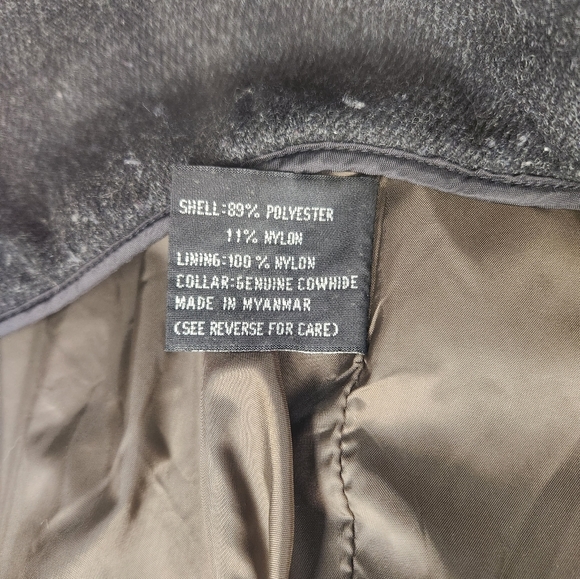 SHELL:89% POLYESTER
11% NYLON
LINING:100% NYLON
COLLAR:GENUINE COWHIDE
MADE IN MYANMAR
(SEE REVERSE FOR CARE)